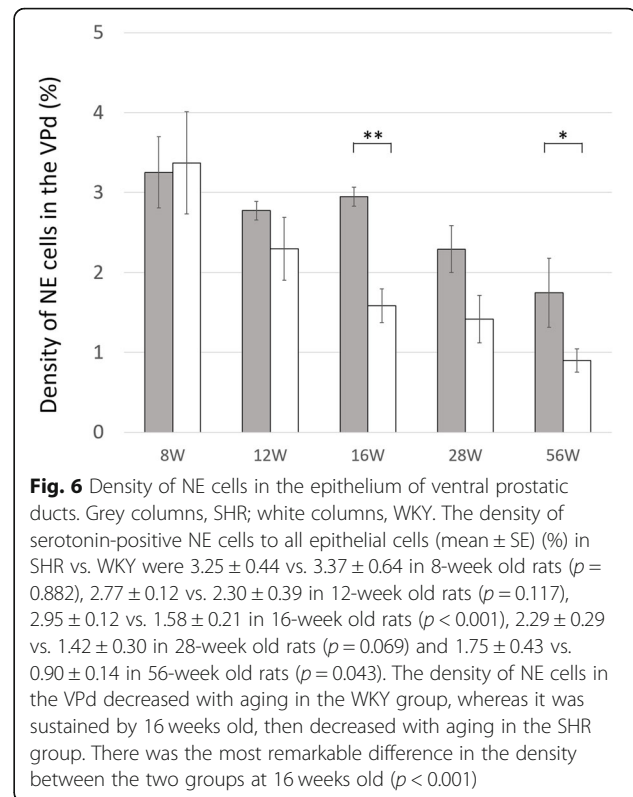 5
4
3
2
1
0
Density of NE cells in the VPd (%)
**
*
8W 12W 16W 28W 56W
Fig. 6 Density of NE cells in the epithelium of ventral prostatic
ducts. Grey columns, SHR; white columns, WKY. The density of
serotonin-positive NE cells to all epithelial cells (mean ± SE) (%) in
SHR vs. WKY were 3.25 ± 0.44 vs. 3.37 ± 0.64 in 8-week old rats (p =
0.882), 2.77 ± 0.12 vs. 2.30 ± 0.39 in 12-week old rats (p = 0.117),
2.95 ± 0.12 vs. 1.58 ± 0.21 in 16-week old rats (p < 0.001), 2.29 ± 0.29
vs. 1.42 ± 0.30 in 28-week old rats (p = 0.069) and 1.75 ± 0.43 vs.
0.90 ± 0.14 in 56-week old rats (p = 0.043). The density of NE cells in
the VPd decreased with aging in the WKY group, whereas it was
sustained by 16 weeks old, then decreased with aging in the SHR
group. There was the most remarkable difference in the density
between the two groups at 16 weeks old (p < 0.001)